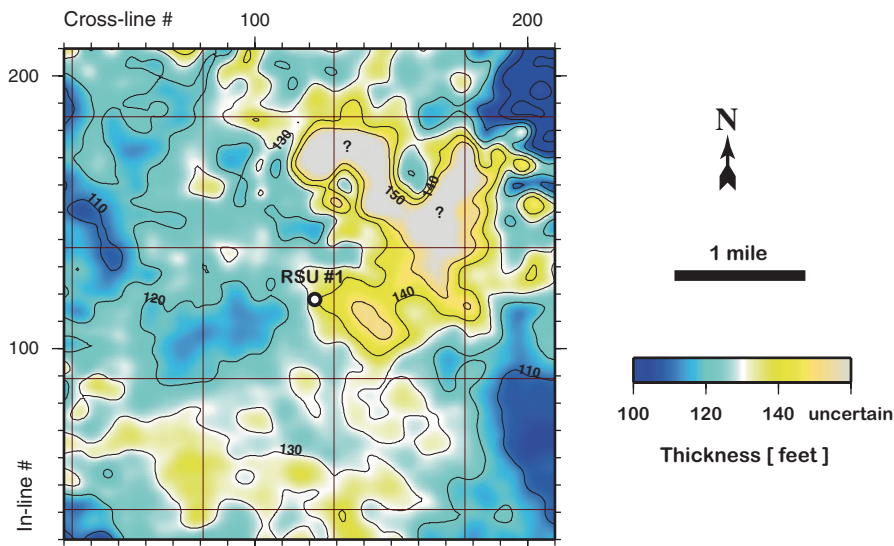 Cross-line # 100 200
200
N
130
?
140
150
?
110
1 mile
RSU #1
120
140
100
110
100 120 140 uncertain
Thickness [ feet ]
130
In-line #